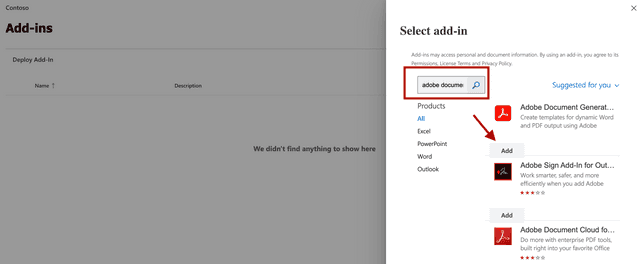 Contoso
Add-ins
Deploy Add-In
Name ↑
Description
We didn't find anything to show here
Select add-in
Add-ins may access personal and document information. By using an add-in, you agree to its
Permissions, License Terms and Privacy Policy.
adobe docume
Suggested for you
Products
All
Excel
PowerPoint
Word
Outlook
Adobe Document Generat...
Create templates for dynamic Word
and PDF output using Adobe
Add
Adobe Sign Add-In for Out...
Work smarter, safer, and more
efficiently when you add Adobe
Add
Adobe Document Cloud fo...
Do more with enterprise PDF tools,
built right into your favorite Office